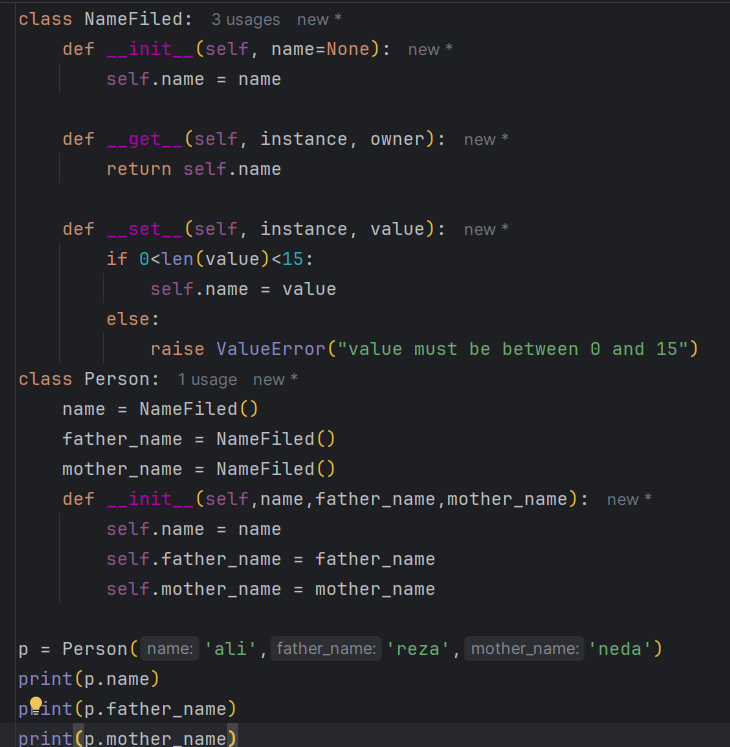 class NameFiled:  3 usages  new *
    def __init__(self, name=None):  new *
        self.name = name

    def __get__(self, instance, owner):  new *
        return self.name

    def __set__(self, instance, value):  new *
        if 0<len(value)<15:
            self.name = value
        else:
            raise ValueError("value must be between 0 and 15")
class Person:  1 usage  new *
    name = NameFiled()
    father_name = NameFiled()
    mother_name = NameFiled()
    def __init__(self,name,father_name,mother_name):  new *
        self.name = name
        self.father_name = father_name
        self.mother_name = mother_name

p = Person( name: 'ali', father_name: 'reza', mother_name: 'neda')
print(p.name)
print(p.father_name)
print(p.mother_name)